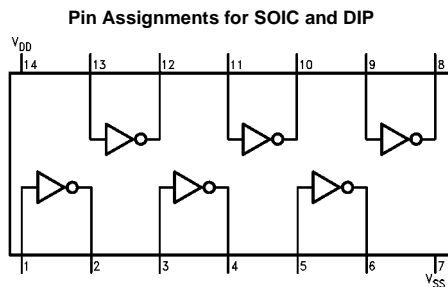 Pin Assignments for SOIC and DIP
VDD
14 13 12 11 10 9 8
1 2 3 4 5 6 7
VSS